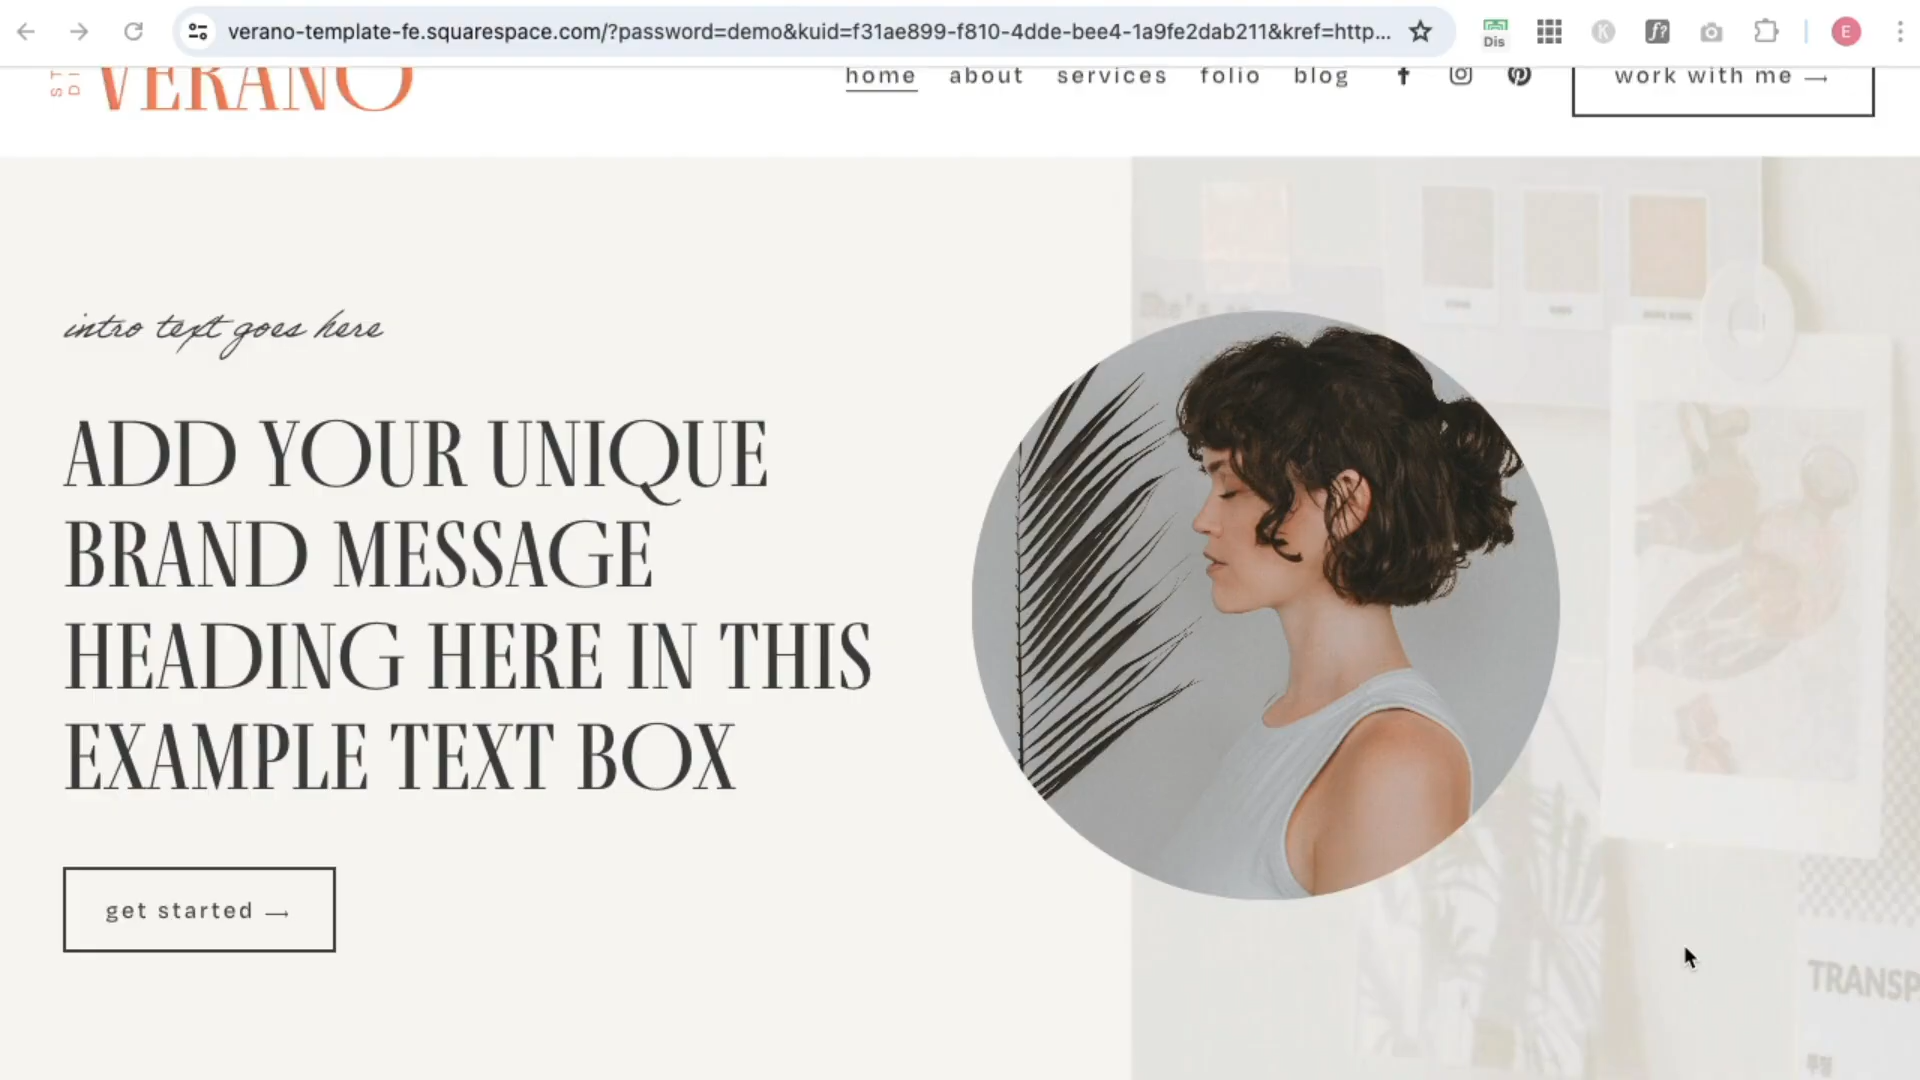 verano-template-fe.squarespace.com/?password=demo&kuid=f31ae899-f810-4dde-bee4-1a9fe2dab211&kref=http...
Dis
K
f?
E
VERANO
home about services folio blog
work with me →
intro text goes here
ADD YOUR UNIQUE
BRAND MESSAGE
HEADING HERE IN THIS
EXAMPLE TEXT BOX
get started →
She's
TRANSP